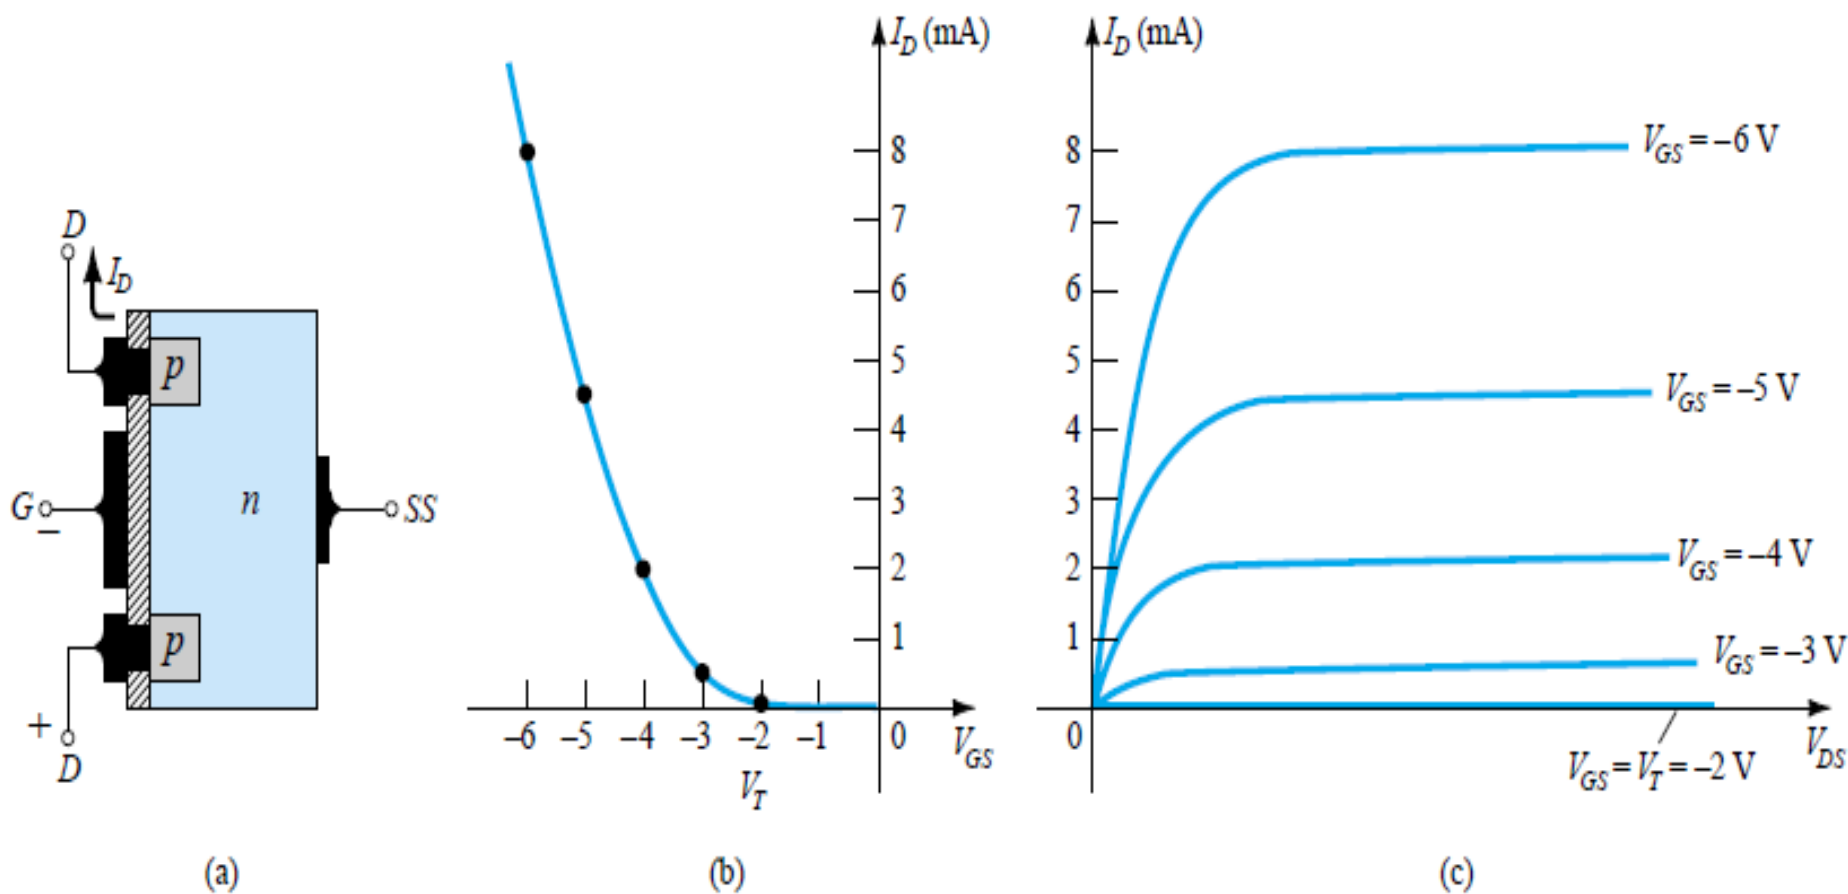 D
I_D
p
G
–
n
SS
p
+
D
(a)
I_D (mA)
8
7
6
5
4
3
2
1
–6 –5 –4 –3 –2 –1 0 V_GS
V_T
(b)
I_D (mA)
8
7
6
5
4
3
2
1
0
V_GS = –6 V
V_GS = –5 V
V_GS = –4 V
V_GS = –3 V
V_DS
V_GS = V_T = –2 V
(c)